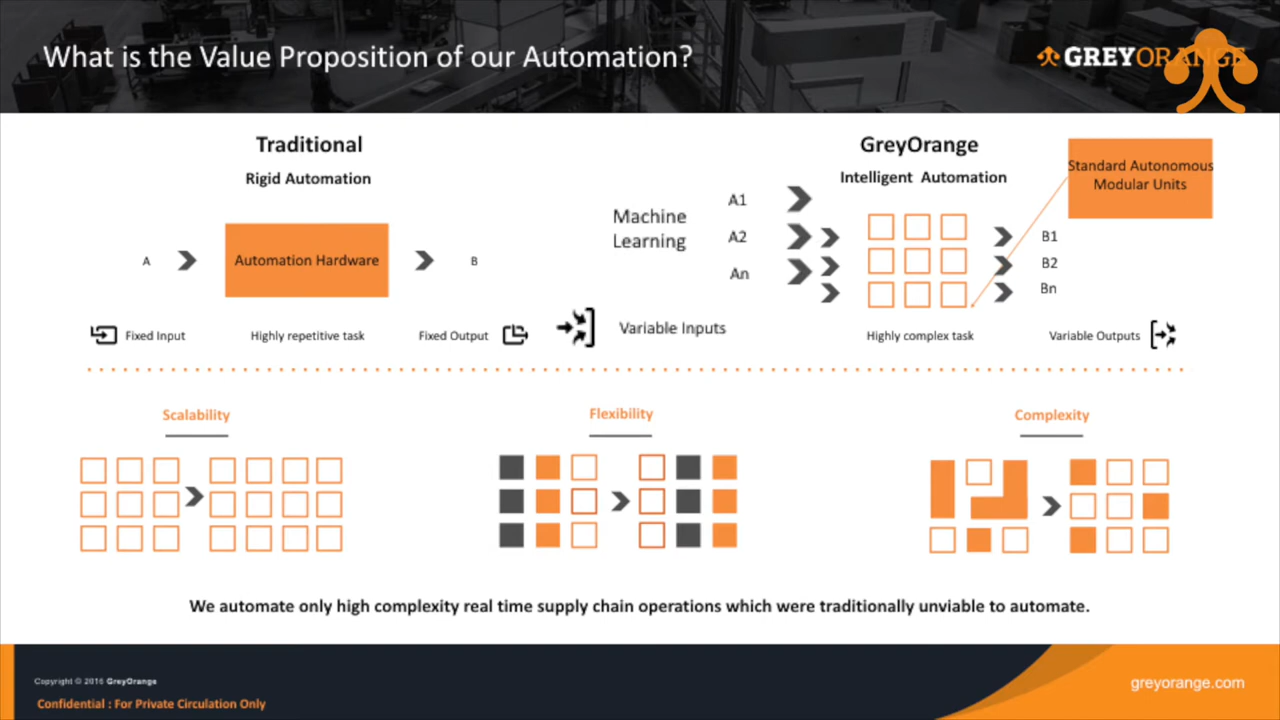 What is the Value Proposition of our Automation?
GREYORANGE
Traditional
Rigid Automation
A
Automation Hardware
B
Fixed Input
Highly repetitive task
Fixed Output
GreyOrange
Intelligent Automation
Standard Autonomous
Modular Units
Machine
Learning
A1
A2
An
B1
B2
Bn
Variable Inputs
Highly complex task
Variable Outputs
Scalability
Flexibility
Complexity
We automate only high complexity real time supply chain operations which were traditionally unviable to automate.
Copyright © 2016 GreyOrange
Confidential : For Private Circulation Only
greyorange.com